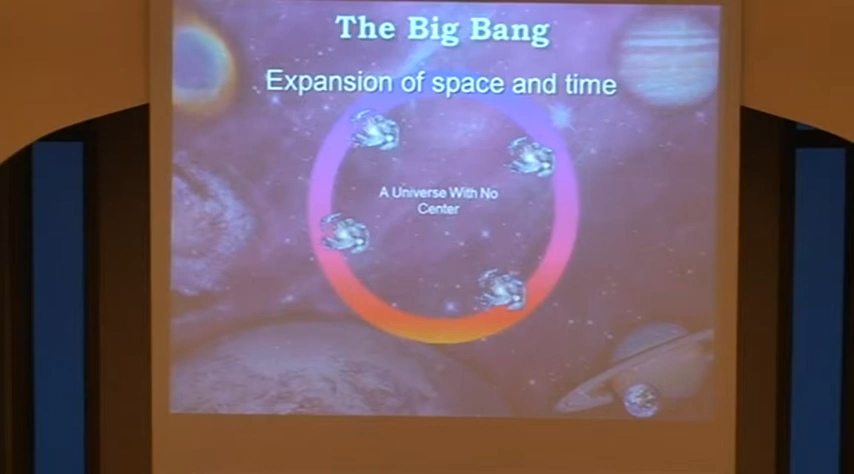 The Big Bang
Expansion of space and time
A Universe With No
Center